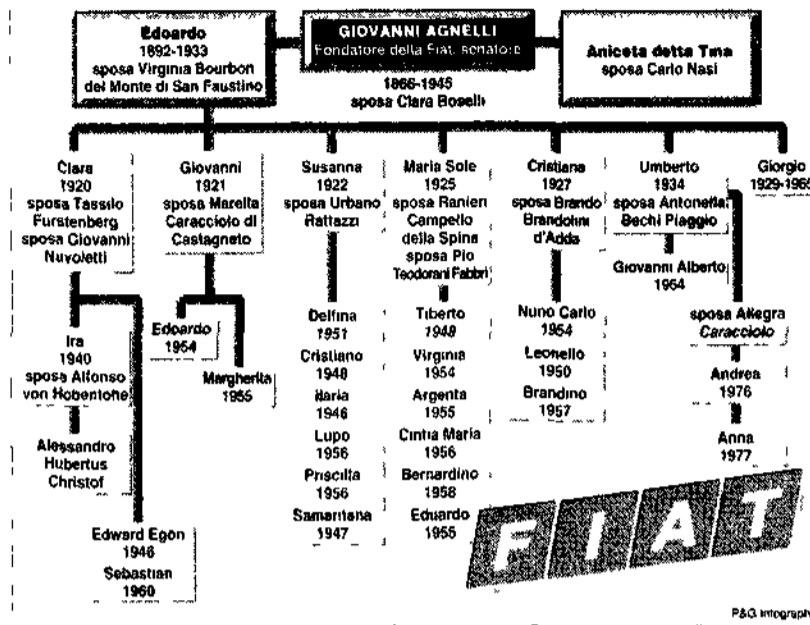 Edoardo
1892-1933
sposa Virginia Bourbon
del Monte di San Faustino
GIOVANNI AGNELLI
Fondatore della Fiat, senatore
1866-1945
sposa Clara Boselli
Aniceta detta Tina
sposa Carlo Nasi
Clara
1920
sposa Tassilo
Furstenberg
sposa Giovanni
Nuvoletti
Giovanni
1921
sposa Marella
Caracciolo di
Castagneto
Susanna
1922
sposa Urbano
Rattazzi
Maria Sole
1925
sposa Ranieri
Campello
della Spina
sposa Pio
Teodorani Fabbri
Cristiana
1927
sposa Brando
Brandolini
d'Adda
Umberto
1934
sposa Antonella
Bechi Piaggio
Giorgio
1929-1965
Giovanni Alberto
1964
sposa Allegra
Caracciolo
Andrea
1976
Anna
1977
Ira
1940
sposa Alfonso
von Hohenlohe
Alessandro
Hubertus
Christof
Edward Egon
1946
Sebastian
1960
Edoardo
1954
Margherita
1955
Delfina
1951
Cristiano
1948
Ilaria
1946
Lupo
1956
Priscilla
1956
Samaritana
1947
Tiberto
1948
Virginia
1954
Argenta
1955
Cintia Maria
1956
Bernardino
1958
Eduardo
1955
Nuno Carlo
1954
Leonello
1950
Brandino
1957
FIAT
P&G Infograph